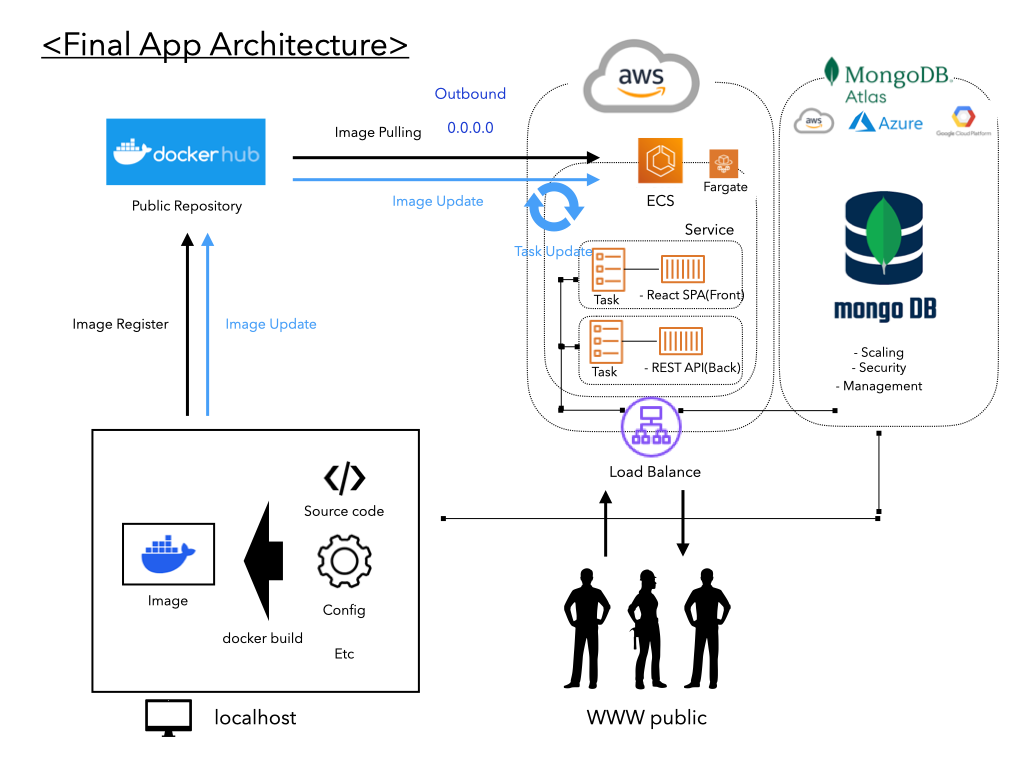 <Final App Architecture>
aws
MongoDB.
Atlas
aws
Azure
Google Cloud Platform
Outbound
0.0.0.0
Image Pulling
dockerhub
Public Repository
Image Update
ECS
Fargate
Service
Task Update
Task
- React SPA(Front)
Task
- REST API(Back)
mongo DB
- Scaling
- Security
- Management
Image Register
Image Update
Load Balance
Source code
Image
Config
docker build
Etc
localhost
WWW public